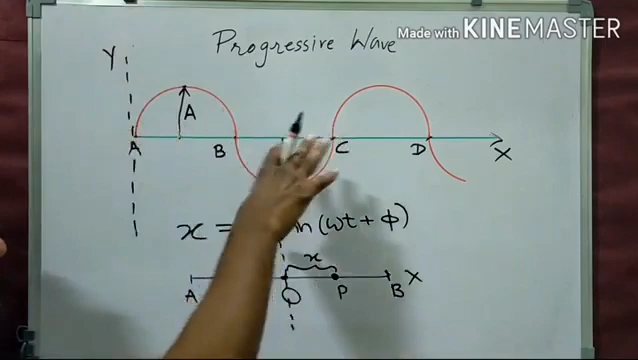 Made with KINEMASTER
Progressive Wave
Y
A
A B C D X
x = n (ωt + φ)
x
A O P B X